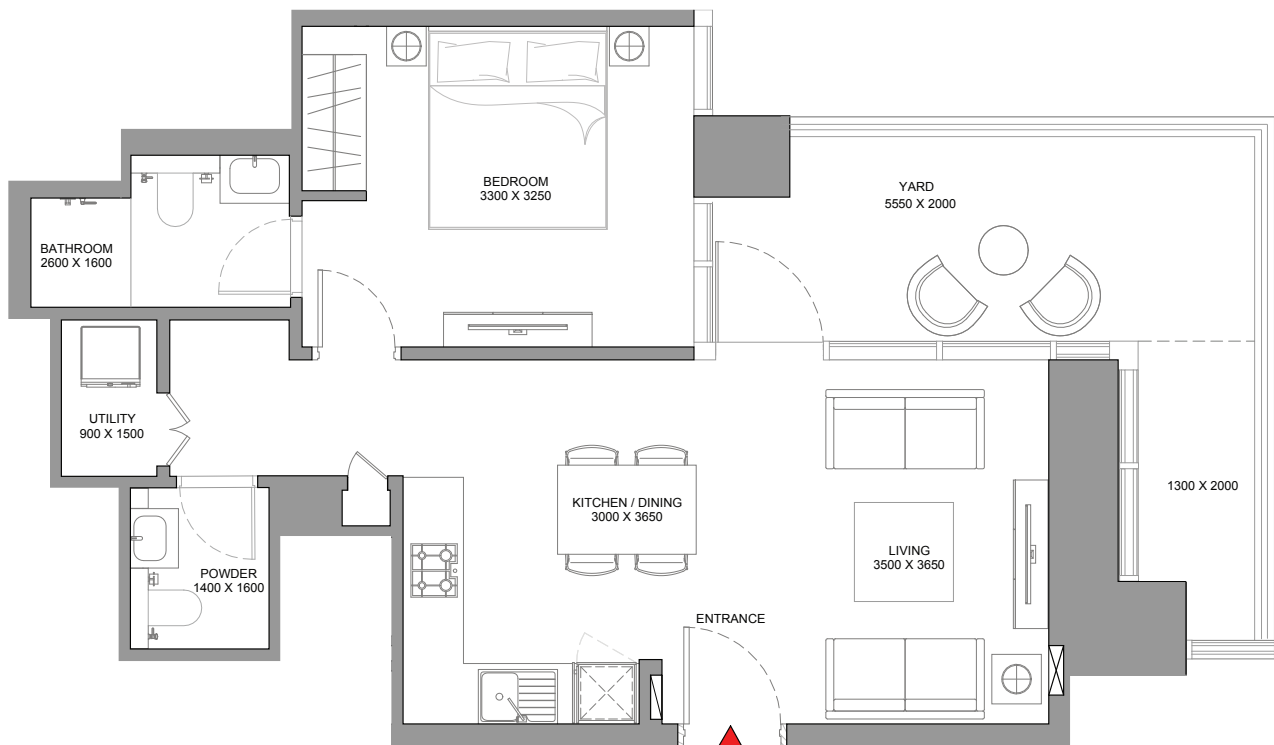 BEDROOM
3300 X 3250
YARD
5550 X 2000
BATHROOM
2600 X 1600
UTILITY
900 X 1500
KITCHEN / DINING
3000 X 3650
1300 X 2000
LIVING
3500 X 3650
POWDER
1400 X 1600
ENTRANCE